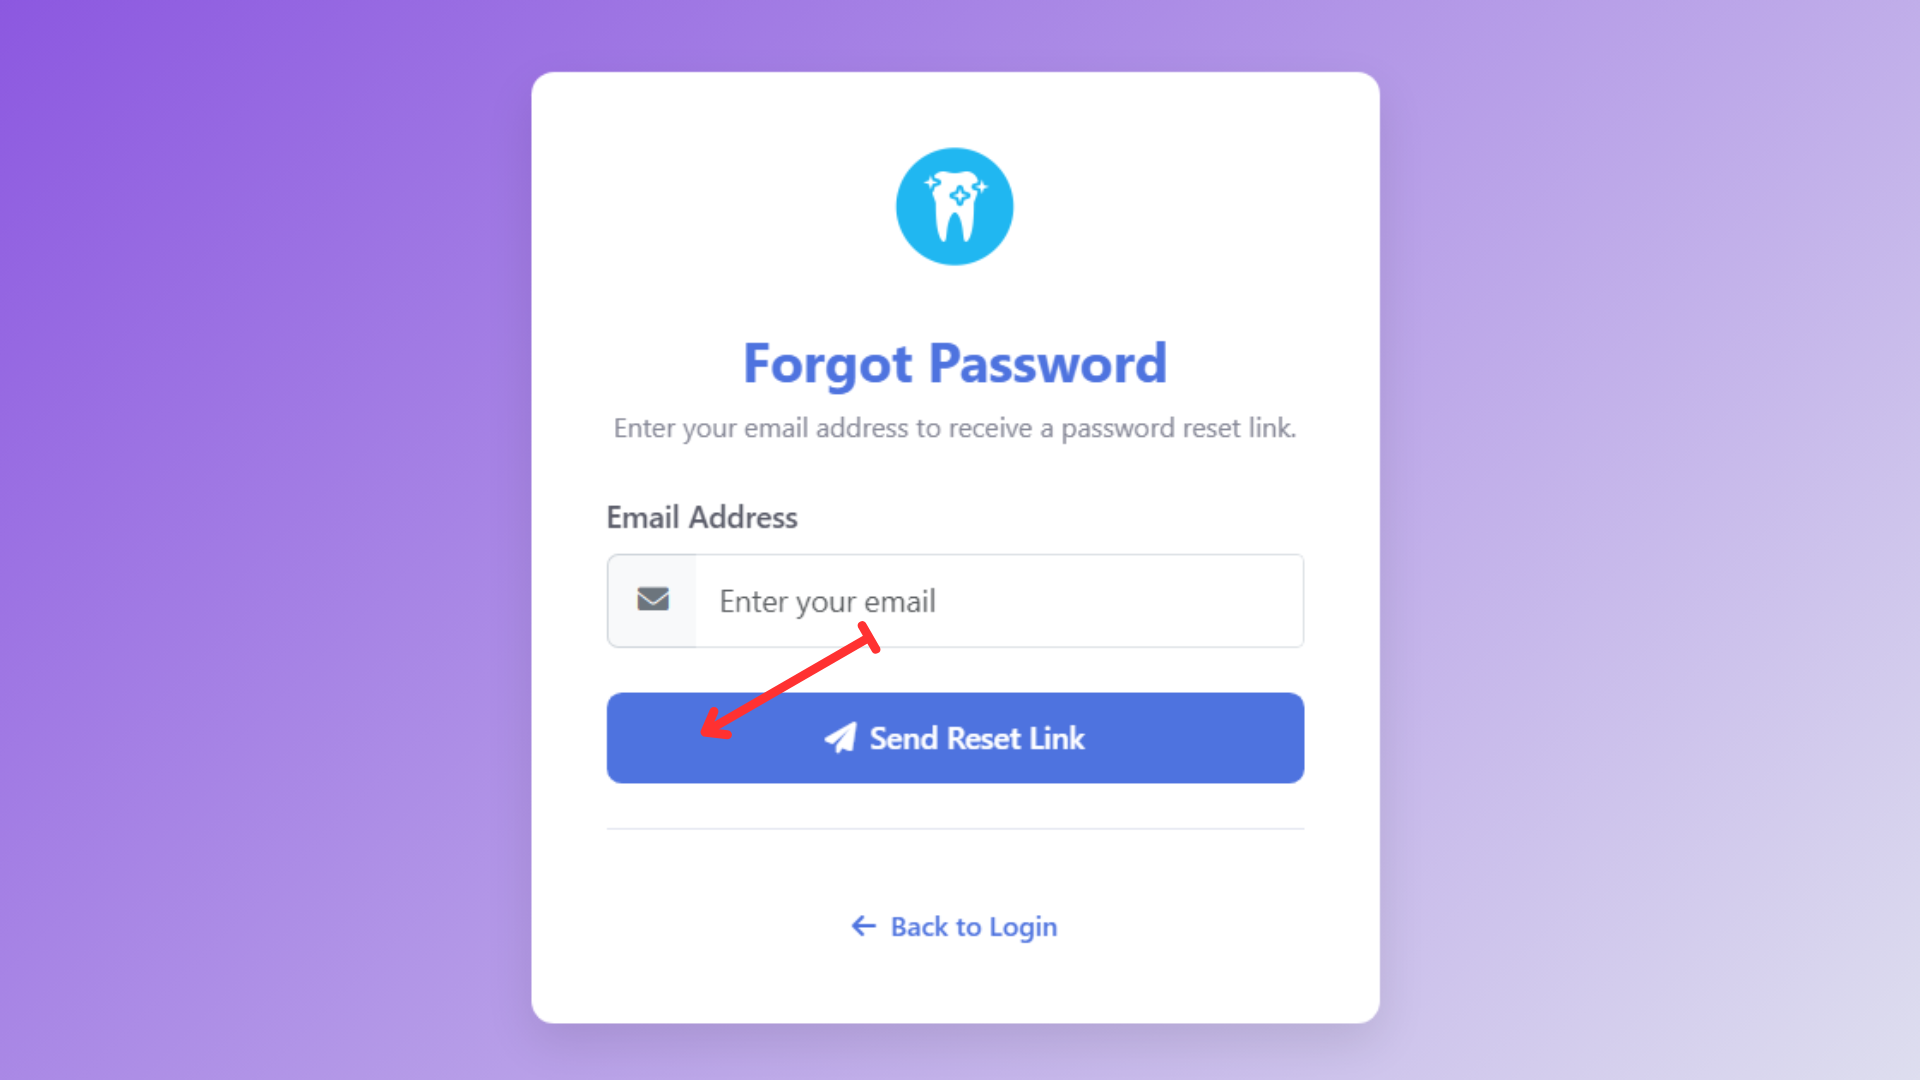 Forgot Password
Enter your email address to receive a password reset link.
Email Address
Enter your email
Send Reset Link
Back to Login